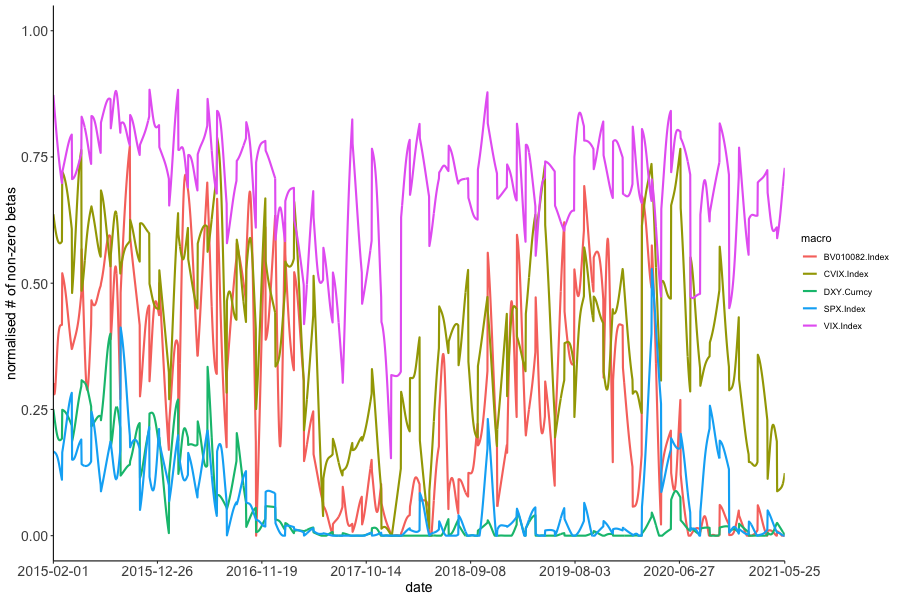 normalised # of non-zero betas
1.00
0.75
0.50
0.25
0.00
2015-02-01 2015-12-26 2016-11-19 2017-10-14 2018-09-08 2019-08-03 2020-06-27 2021-05-25
date
macro
BV010082.Index
CVIX.Index
DXY.Curncy
SPX.Index
VIX.Index